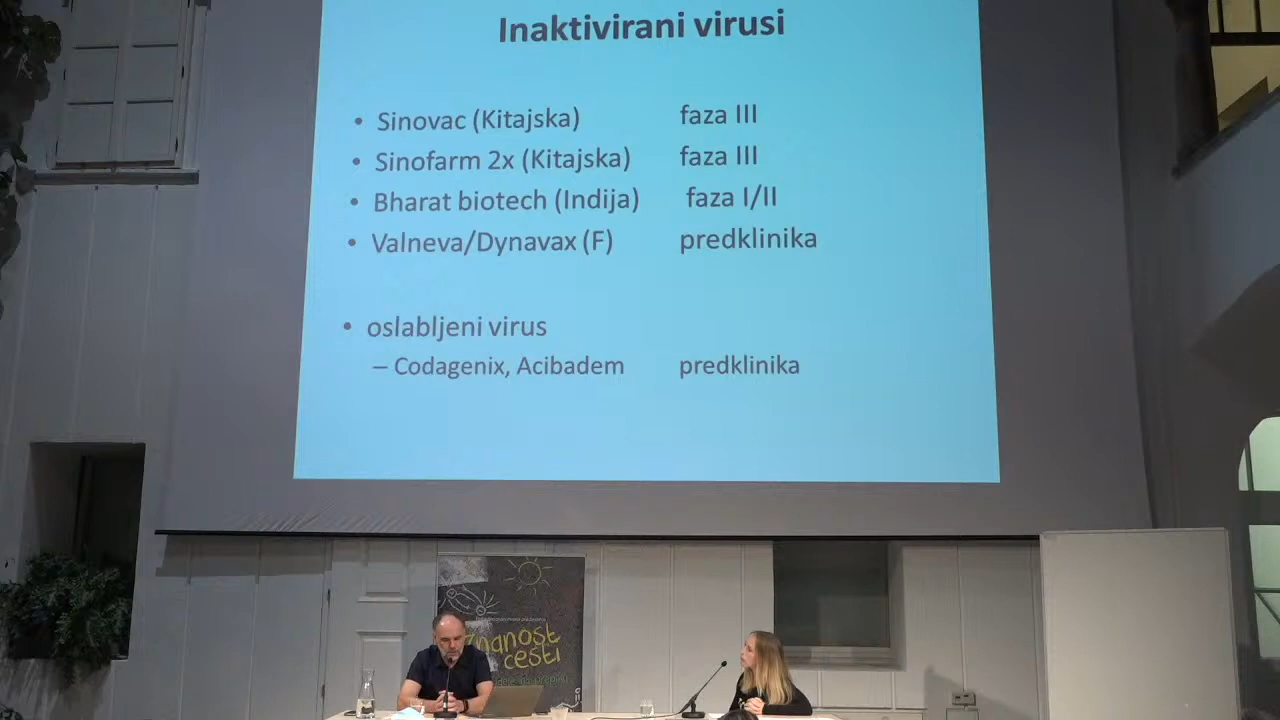 Inaktivirani virusi
• Sinovac (Kitajska) faza III
• Sinofarm 2x (Kitajska) faza III
• Bharat biotech (Indija) faza I/II
• Valneva/Dynavax (F) predklinika
• oslabljeni virus
– Codagenix, Acibadem predklinika
znanost
cesti